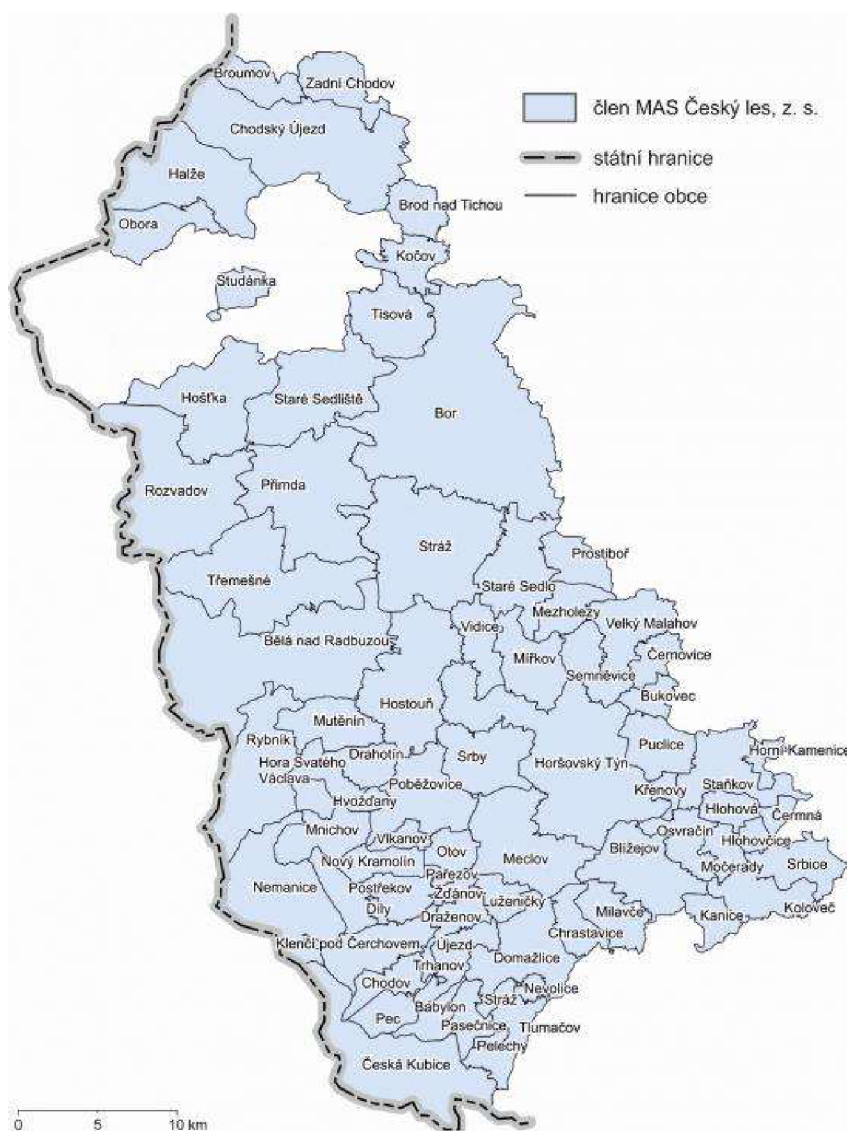 Broumov
Zadní Chodov
Chodský Újezd
Halže
Obora
Brod nad Tichou
Kočov
Studánka
Tisová
člen MAS Český les, z. s.
státní hranice
hranice obce
Hošťka
Staré Sedliště
Bor
Rozvadov
Přimda
Stráž
Prostiboř
Třemešné
Staré Sedlo
Mezholezy
Velký Malahov
Vidice
Bělá nad Radbuzou
Mířkov
Černovice
Semněvice
Bukovec
Hostouň
Mutěnín
Rybník
Puclice
Horní Kamenice
Drahotín
Srby
Horšovský Týn
Hora Svatého
Václava
Staňkov
Poběžovice
Křenovy
Hvožďany
Hlohová
Čermná
Mnichov
Vlkanov
Osvračín
Hlohovčice
Otov
Blížejov
Nový Kramolín
Meclov
Močerady
Srbice
Pařezov
Nemanice
Postřekov
Ždánov
Luženičky
Díly
Draženov
Milavče
Kanice
Koloveč
Chrastavice
Klenčí pod Čerchovem
Újezd
Domažlice
Trhanov
Chodov
Nevolice
Babylon
Stráž
Pec
Pasečnice
Tlumačov
Pelechy
Česká Kubice
0 5 10 km